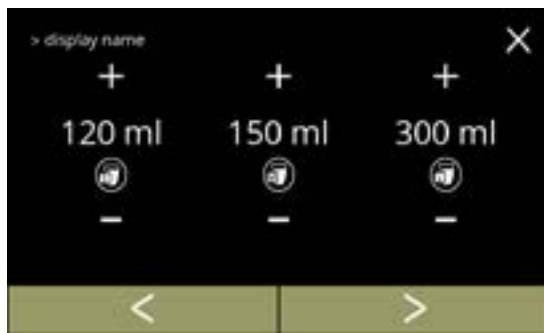 > display name
X
+ + +
120 ml 150 ml 300 ml
- - -
< >